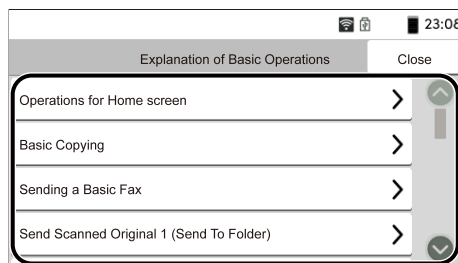 23:08
Explanation of Basic Operations
Close
Operations for Home screen
Basic Copying
Sending a Basic Fax
Send Scanned Original 1 (Send To Folder)